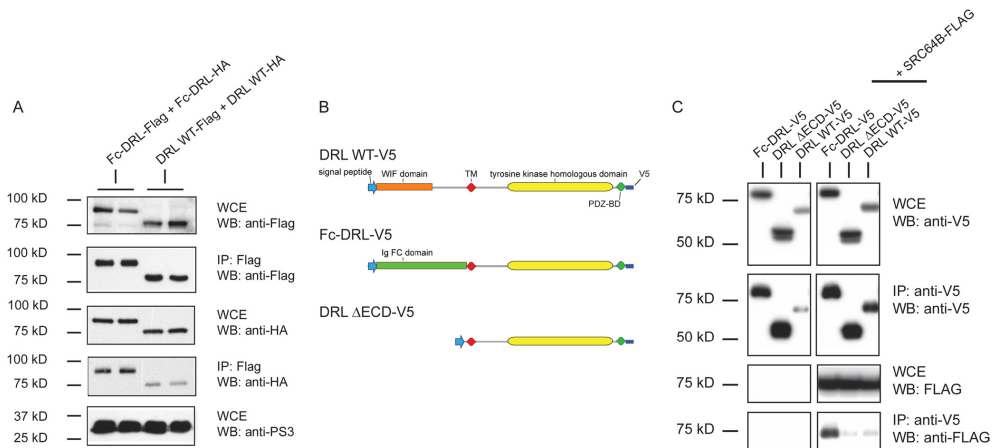 A
Fc-DRL-Flag + Fc-DRL-HA
DRL WT-Flag + DRL WT-HA
100 kD
75 kD
WCE
WB: anti-Flag
100 kD
75 kD
IP: Flag
WB: anti-Flag
100 kD
75 kD
WCE
WB: anti-HA
100 kD
75 kD
IP: Flag
WB: anti-HA
37 kD
25 kD
WCE
WB: anti-PS3
B
DRL WT-V5
signal peptide
WIF domain
TM
tyrosine kinase homologous domain
V5
PDZ-BD
Fc-DRL-V5
Ig FC domain
DRL ΔECD-V5
C
+ SRC64B-FLAG
Fc-DRL-V5
DRL ΔECD-V5
DRL WT-V5
Fc-DRL-V5
DRL ΔECD-V5
DRL WT-V5
75 kD
50 kD
WCE
WB: anti-V5
75 kD
50 kD
IP: anti-V5
WB: anti-V5
75 kD
WCE
WB: FLAG
75 kD
IP: anti-V5
WB: anti-FLAG